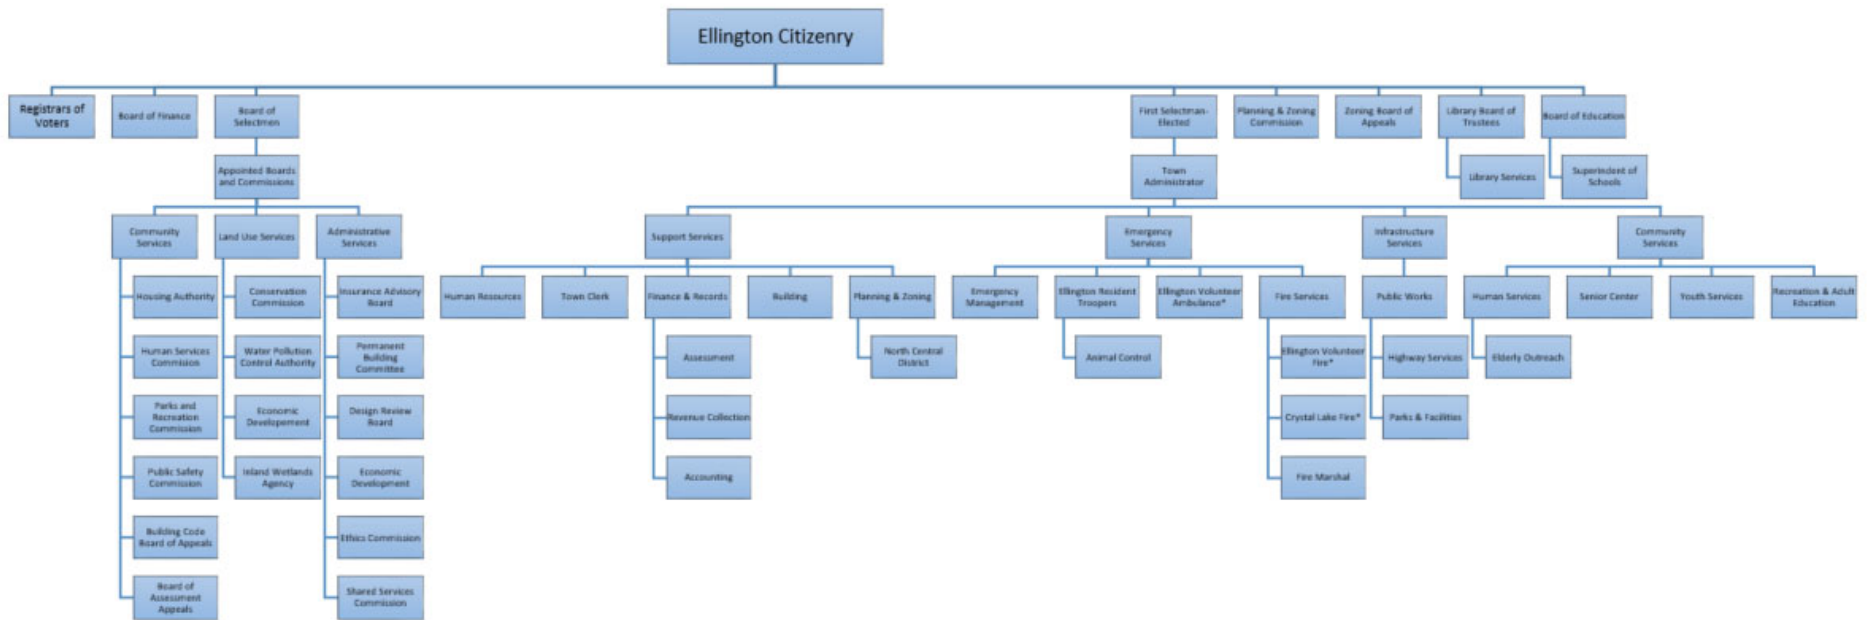 Ellington Citizenry
Registrars of
Voters
Board of Finance
Board of
Selectmen
First Selectman-
Elected
Planning & Zoning
Commission
Zoning Board of
Appeals
Library Board of
Trustees
Board of Education
Appointed Boards
and Commissions
Town
Administrator
Library Services
Superindent of
Schools
Community
Services
Land Use Services
Administrative
Services
Support Services
Emergency
Services
Infrastructure
Services
Community
Services
Housing Authority
Conservation
Commission
Insurance Advisory
Board
Human Resources
Town Clerk
Finance & Records
Building
Planning & Zoning
Emergency
Management
Ellington Resident
Troopers
Ellington Volunteer
Ambulance*
Fire Services
Public Works
Human Services
Senior Center
Youth Services
Recreation & Adult
Education
Human Services
Commision
Water Pollution
Control Authority
Permanent
Building
Committee
Assessment
North Central
District
Animal Control
Ellington Volunteer
Fire*
Highway Services
Elderly Outreach
Parks and
Recreation
Commission
Economic
Developement
Design Review
Board
Revenue Collection
Crystal Lake Fire*
Parks & Facilities
Public Safety
Commission
Inland Wetlands
Agency
Economic
Development
Accounting
Fire Marshal
Building Code
Board of Appeals
Ethics Commission
Board of
Assessment
Appeals
Shared Services
Commission